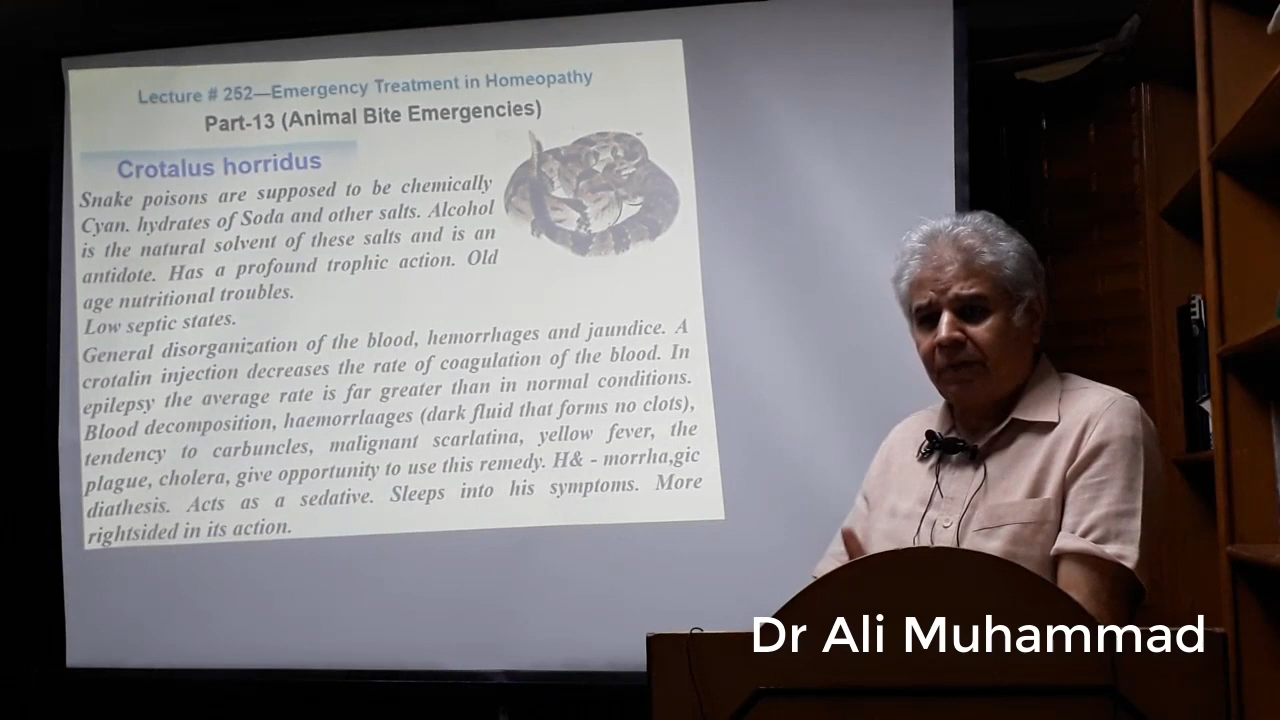 Lecture # 252—Emergency Treatment in Homeopathy
Part-13 (Animal Bite Emergencies)
Crotalus horridus
Snake poisons are supposed to be chemically
Cyan. hydrates of Soda and other salts. Alcohol
is the natural solvent of these salts and is an
antidote. Has a profound trophic action. Old
age nutritional troubles.
Low septic states.
General disorganization of the blood, hemorrhages and jaundice. A
crotalin injection decreases the rate of coagulation of the blood. In
epilepsy the average rate is far greater than in normal conditions.
Blood decomposition, haemorrlaages (dark fluid that forms no clots),
tendency to carbuncles, malignant scarlatina, yellow fever, the
plague, cholera, give opportunity to use this remedy. H& - morrha,gic
diathesis. Acts as a sedative. Sleeps into his symptoms. More
rightsided in its action.
Dr Ali Muhammad